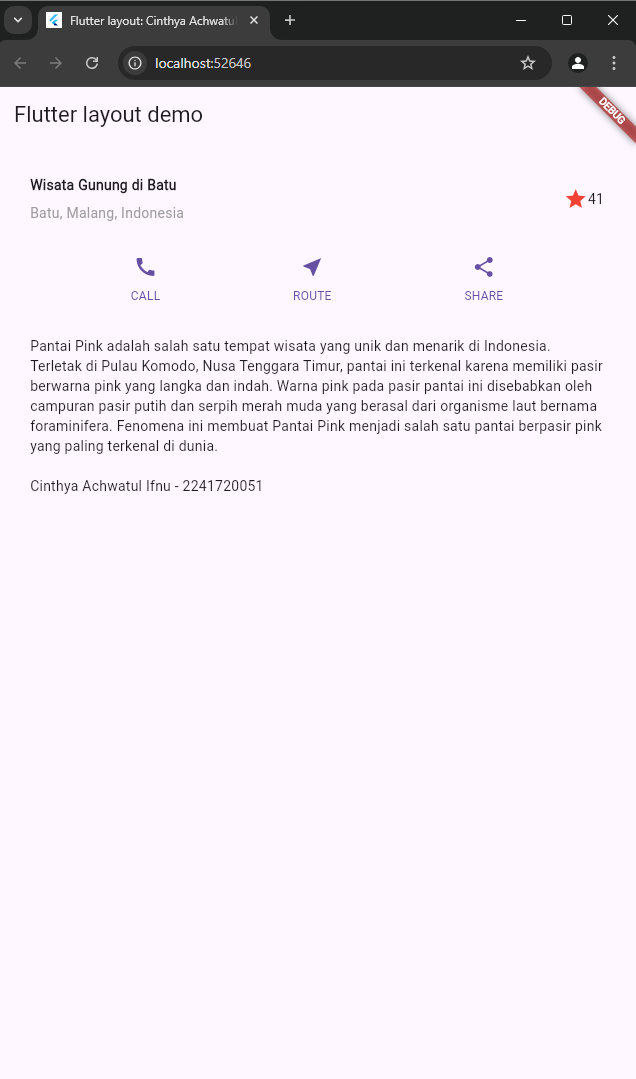 Flutter layout: Cinthya Achwatul
localhost:52646
Flutter layout demo
DEBUG
Wisata Gunung di Batu
Batu, Malang, Indonesia
41
CALL
ROUTE
SHARE
Pantai Pink adalah salah satu tempat wisata yang unik dan menarik di Indonesia.
Terletak di Pulau Komodo, Nusa Tenggara Timur, pantai ini terkenal karena memiliki pasir
berwarna pink yang langka dan indah. Warna pink pada pasir pantai ini disebabkan oleh
campuran pasir putih dan serpih merah muda yang berasal dari organisme laut bernama
foraminifera. Fenomena ini membuat Pantai Pink menjadi salah satu pantai berpasir pink
yang paling terkenal di dunia.
Cinthya Achwatul Ifnu - 2241720051